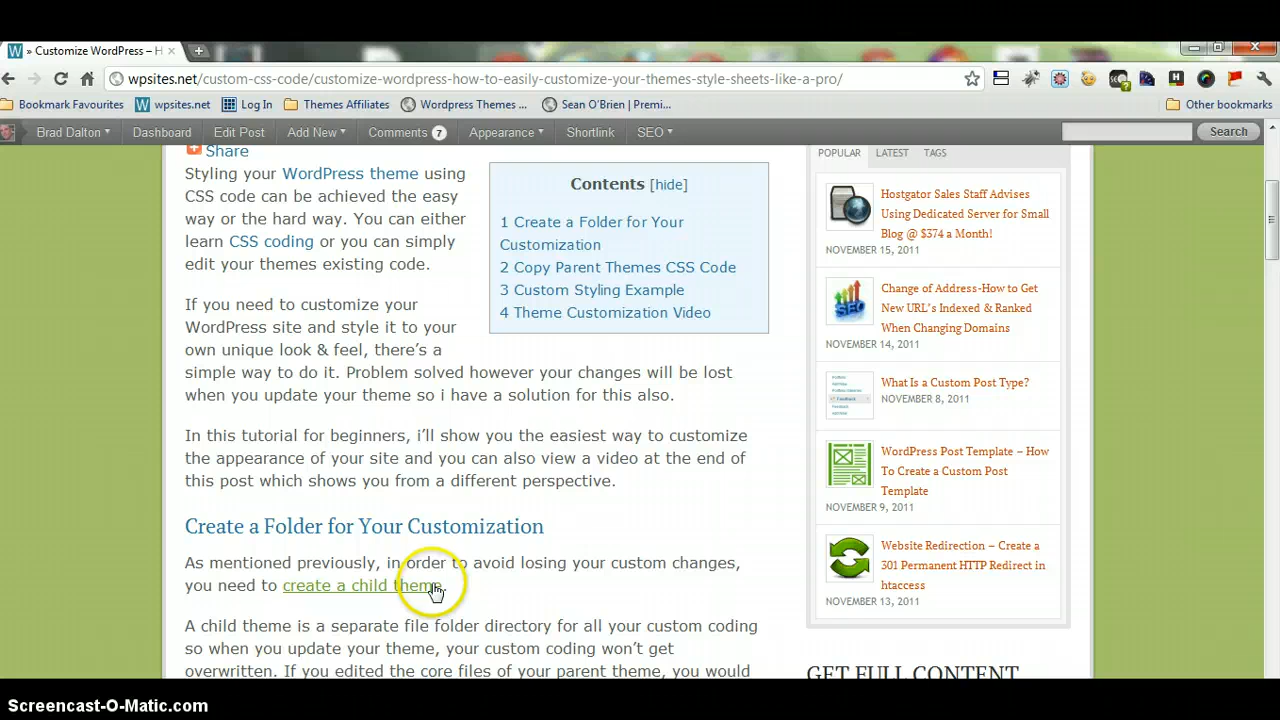 » Customize WordPress – H
wpsites.net/custom-css-code/customize-wordpress-how-to-easily-customize-your-themes-style-sheets-like-a-pro/
Bookmark Favourites wpsites.net Log In Themes Affiliates Wordpress Themes ... Sean O'Brien | Premi... Other bookmarks
Brad Dalton Dashboard Edit Post Add New Comments 7 Appearance Shortlink SEO Search
Share
Styling your WordPress theme using
CSS code can be achieved the easy
way or the hard way. You can either
learn CSS coding or you can simply
edit your themes existing code.
Contents [hide]
1 Create a Folder for Your
Customization
2 Copy Parent Themes CSS Code
3 Custom Styling Example
4 Theme Customization Video
If you need to customize your
WordPress site and style it to your
own unique look & feel, there's a
simple way to do it. Problem solved however your changes will be lost
when you update your theme so i have a solution for this also.
In this tutorial for beginners, i'll show you the easiest way to customize
the appearance of your site and you can also view a video at the end of
this post which shows you from a different perspective.
Create a Folder for Your Customization
As mentioned previously, in order to avoid losing your custom changes,
you need to create a child theme.
A child theme is a separate file folder directory for all your custom coding
so when you update your theme, your custom coding won't get
overwritten. If you edited the core files of your parent theme, you would
POPULAR LATEST TAGS
Hostgator Sales Staff Advises
Using Dedicated Server for Small
Blog @ $374 a Month!
NOVEMBER 15, 2011
Change of Address-How to Get
New URL's Indexed & Ranked
When Changing Domains
NOVEMBER 14, 2011
What Is a Custom Post Type?
NOVEMBER 8, 2011
WordPress Post Template – How
To Create a Custom Post
Template
NOVEMBER 9, 2011
Website Redirection – Create a
301 Permanent HTTP Redirect in
htaccess
NOVEMBER 13, 2011
GET FULL CONTENT
Screencast-O-Matic.com